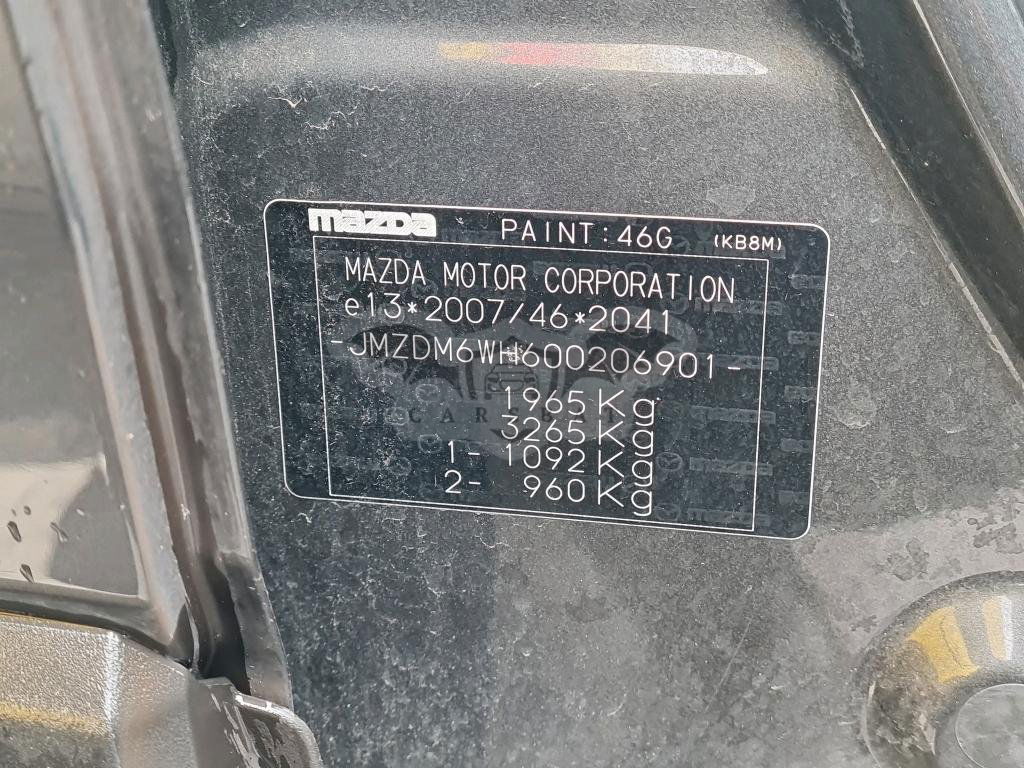 mazda PAINT:46G (KB8M)
MAZDA MOTOR CORPORATION
e13*2007/46*2041
-JMZDM6WH600206901-
1965Kg
3265Kg
1- 1092Kg
2- 960Kg